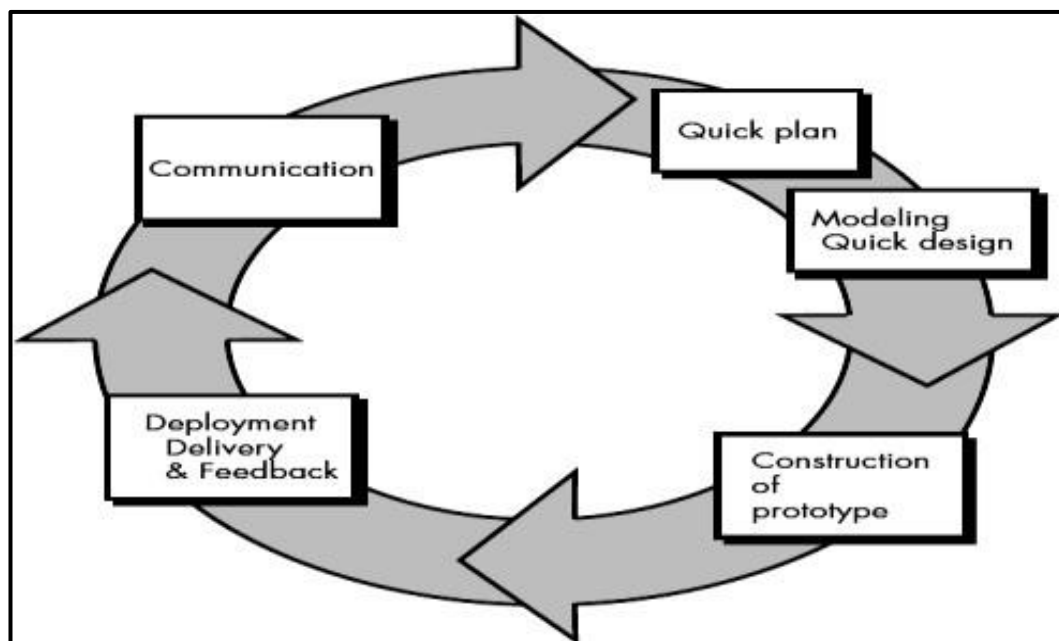 Communication
Quick plan
Modeling
Quick design
Construction
of
prototype
Deployment
Delivery
& Feedback